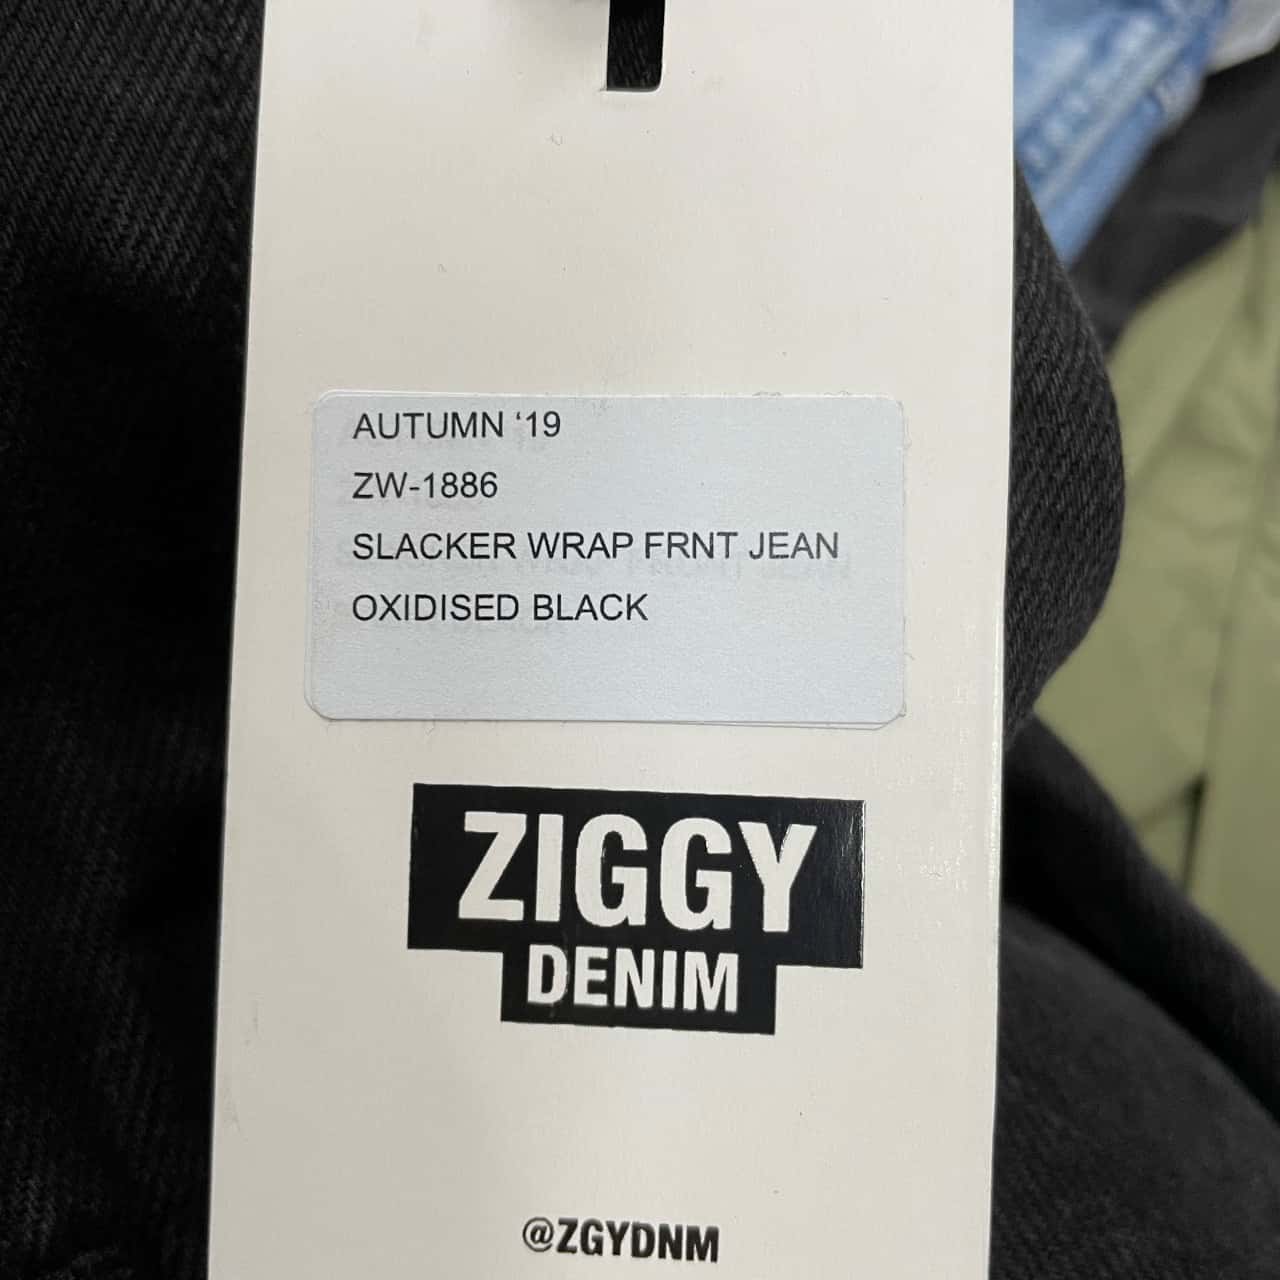 AUTUMN ‘19
ZW-1886
SLACKER WRAP FRNT JEAN
OXIDISED BLACK
ZIGGY
DENIM
@ZGYDNM